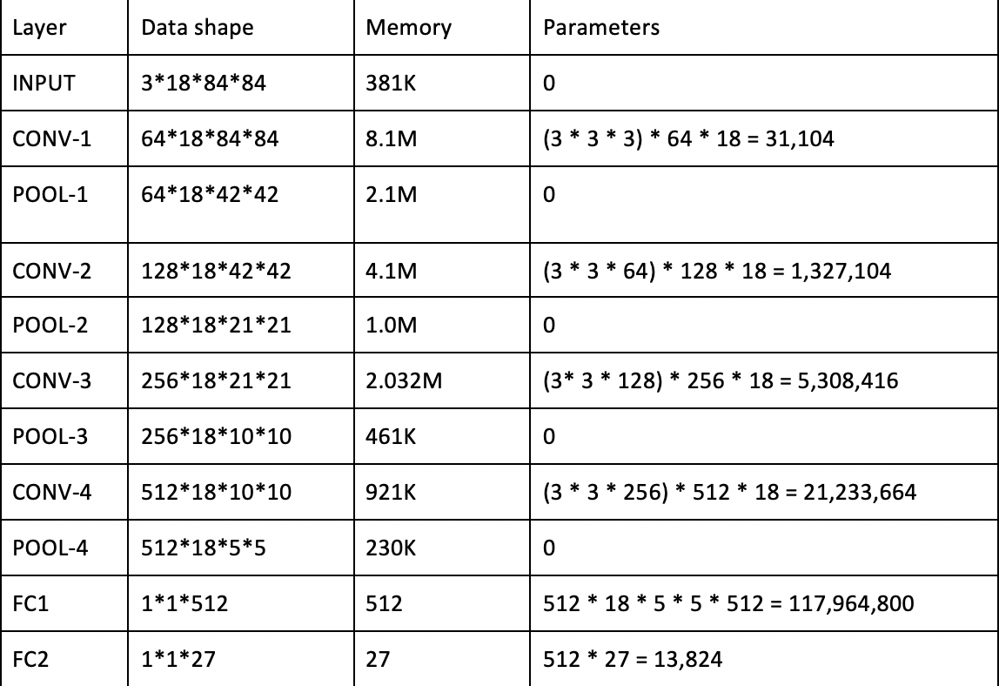 Layer Data shape Memory Parameters
INPUT 3*18*84*84 381K 0
CONV-1 64*18*84*84 8.1M (3 * 3 * 3) * 64 * 18 = 31,104
POOL-1 64*18*42*42 2.1M 0
CONV-2 128*18*42*42 4.1M (3 * 3 * 64) * 128 * 18 = 1,327,104
POOL-2 128*18*21*21 1.0M 0
CONV-3 256*18*21*21 2.032M (3* 3 * 128) * 256 * 18 = 5,308,416
POOL-3 256*18*10*10 461K 0
CONV-4 512*18*10*10 921K (3 * 3 * 256) * 512 * 18 = 21,233,664
POOL-4 512*18*5*5 230K 0
FC1 1*1*512 512 512 * 18 * 5 * 5 * 512 = 117,964,800
FC2 1*1*27 27 512 * 27 = 13,824